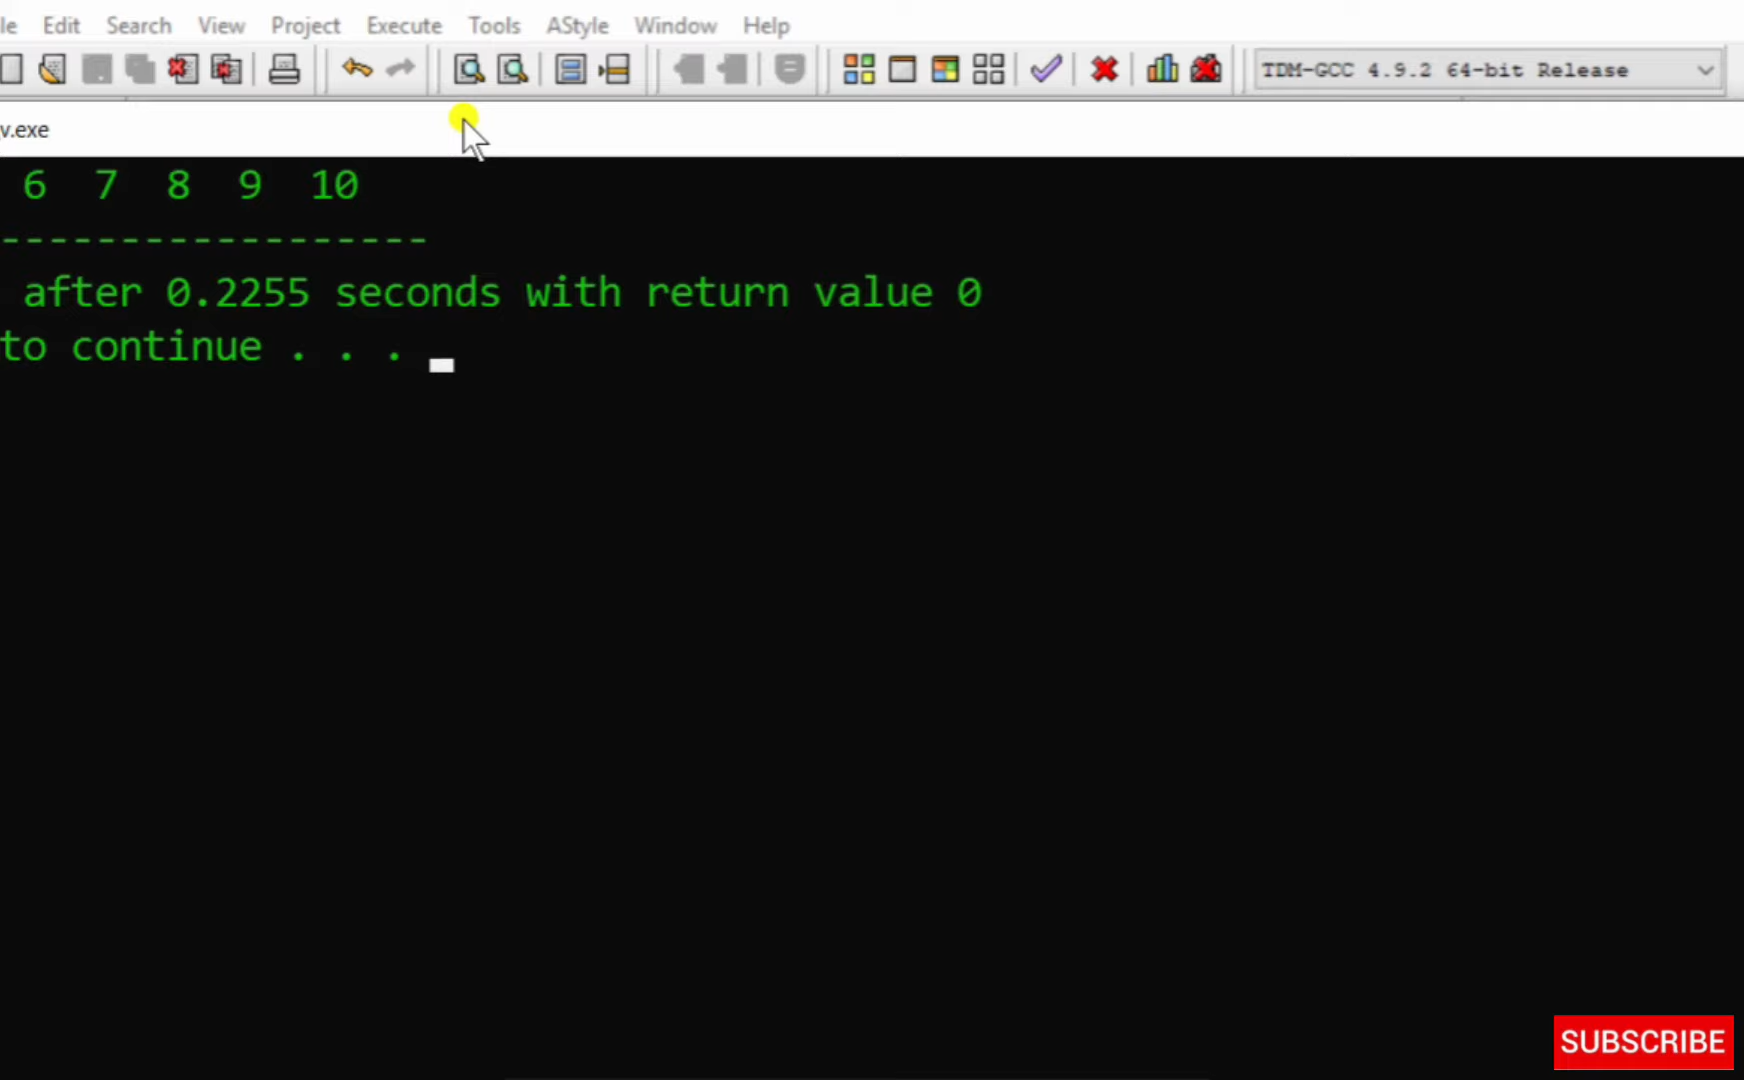 le Edit Search View Project Execute Tools AStyle Window Help
TDM-GCC 4.9.2 64-bit Release
v.exe
6 7 8 9 10
------------------
after 0.2255 seconds with return value 0
to continue . . .
SUBSCRIBE